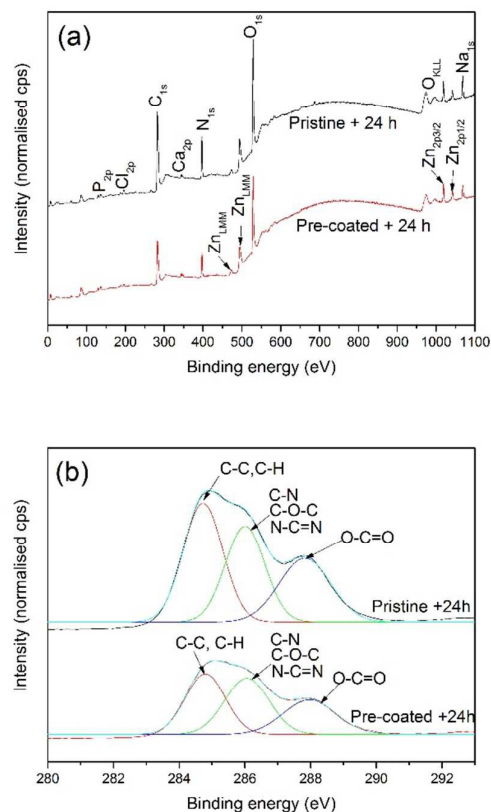 (a)
Intensity (normalised cps)
P2p
Cl2p
C1s
Ca2p
N1s
ZnLMM
ZnLMM
O1s
OKLL
Zn2p3/2
Zn2p1/2
Na1s
Pristine + 24 h
Pre-coated + 24 h
0 100 200 300 400 500 600 700 800 900 1000 1100
Binding energy (eV)
(b)
Intensity (normalised cps)
C-C,C-H
C-N
C-O-C
N-C=N
O-C=O
Pristine +24h
C-C, C-H
C-N
C-O-C
N-C=N
O-C=O
Pre-coated +24h
280 282 284 286 288 290 292
Binding energy (eV)